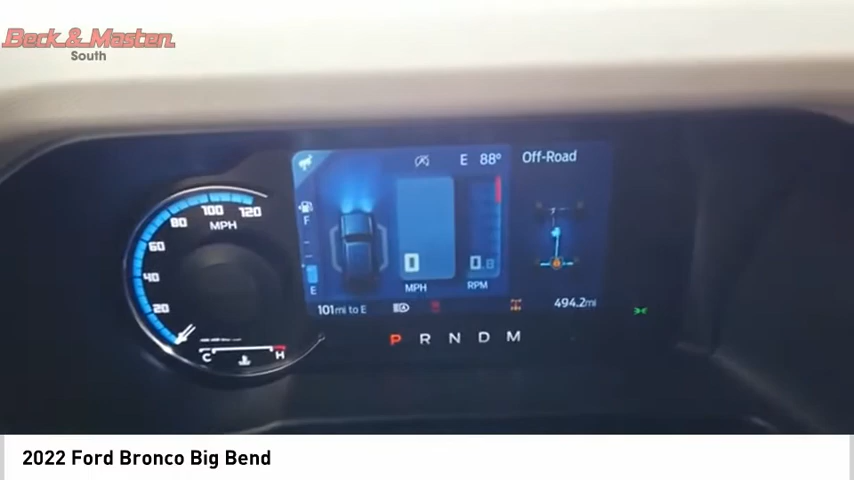 Beck & Masten
South
E 88°
Off-Road
120
100
80
MPH
60
40
20
F
E
0
0
MPH
RPM
101mi to E
494.2mi
P R N D M
C H
2022 Ford Bronco Big Bend